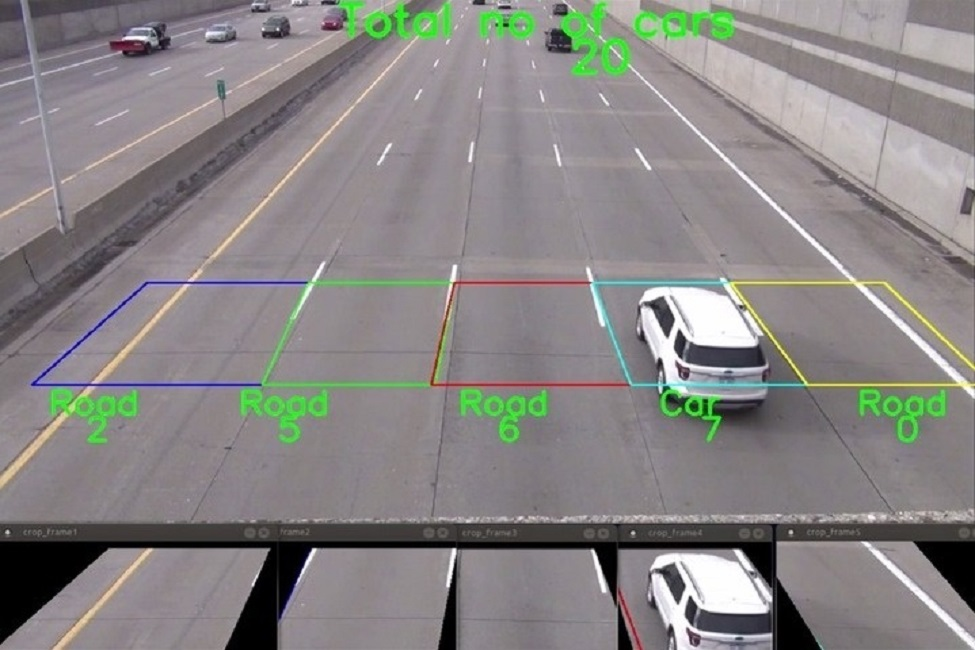 Total no of cars
20
Road Road Road Car Road
2 5 6 7 0
crop_frame1 rame2 crop_frame3 crop_frame4 crop_frame5